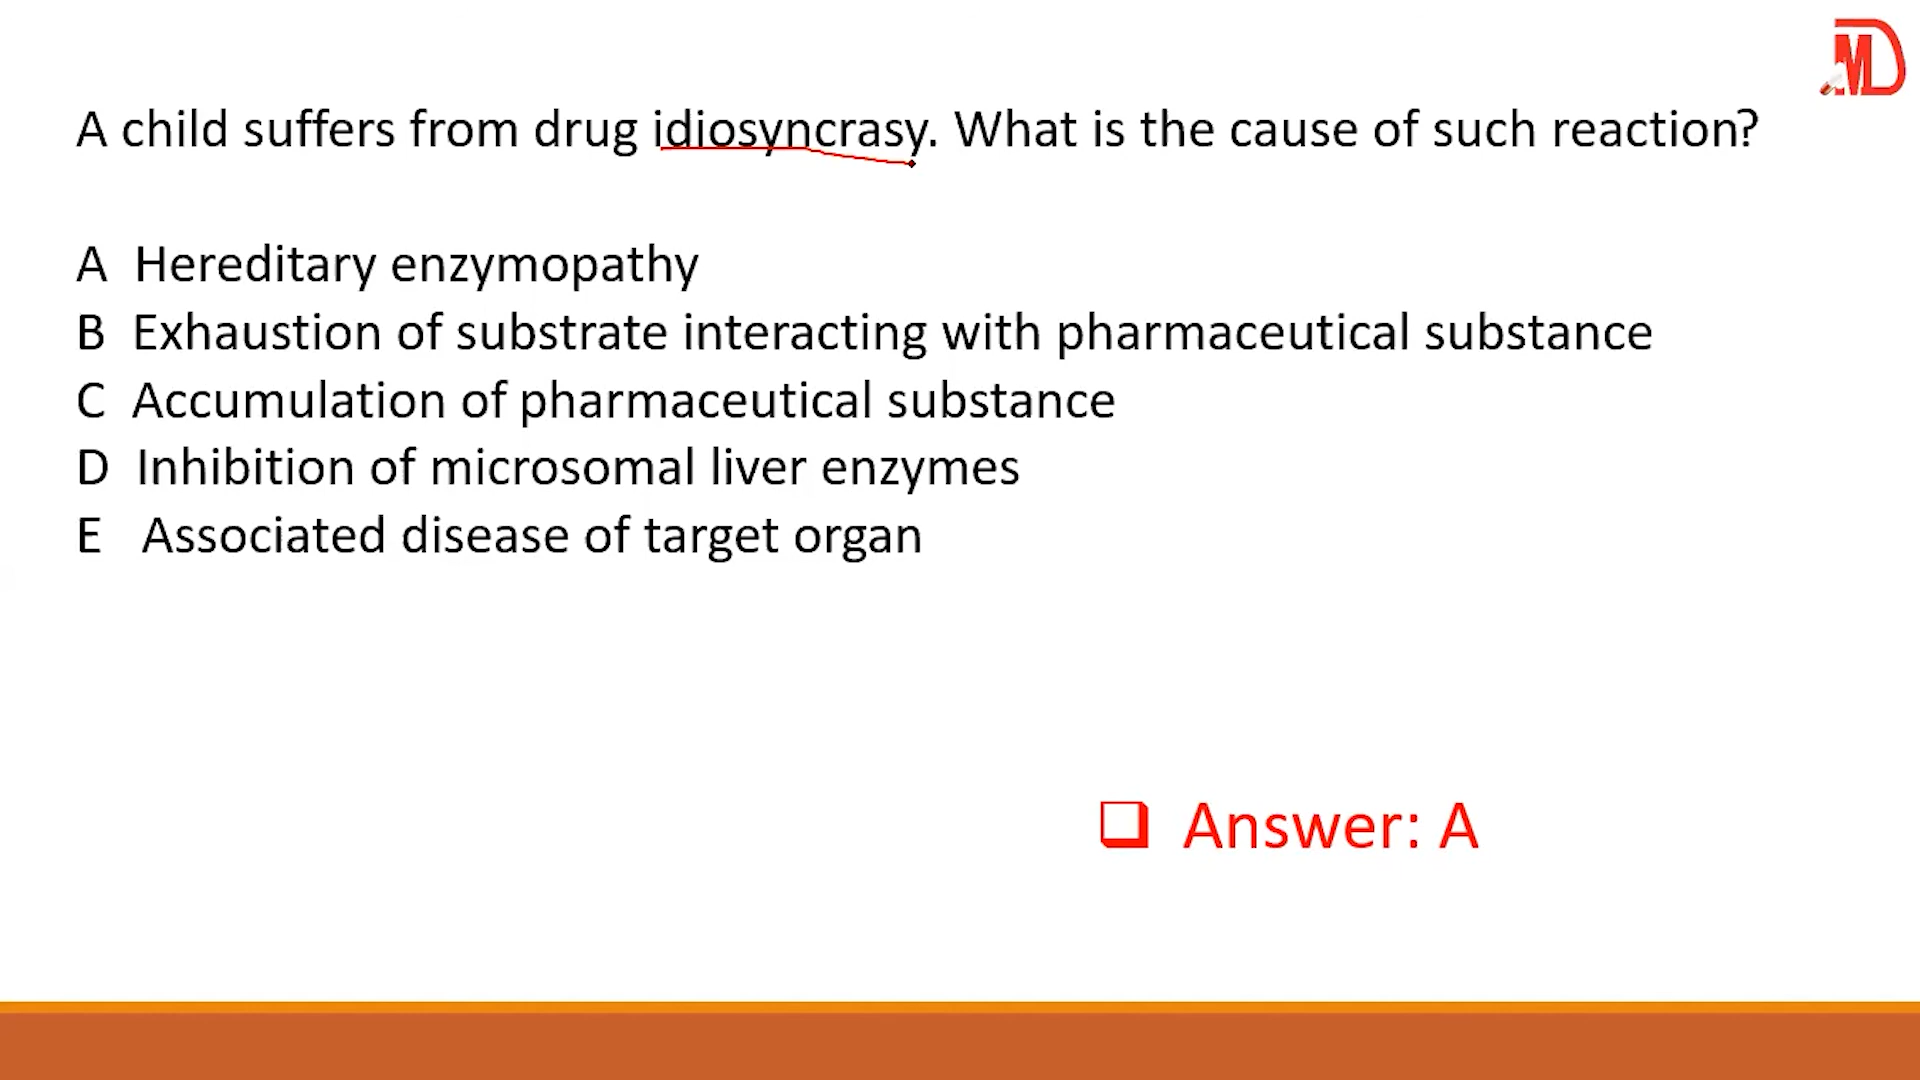 MD
A child suffers from drug idiosyncrasy. What is the cause of such reaction?
A Hereditary enzymopathy
B Exhaustion of substrate interacting with pharmaceutical substance
C Accumulation of pharmaceutical substance
D Inhibition of microsomal liver enzymes
E Associated disease of target organ
❑ Answer: A